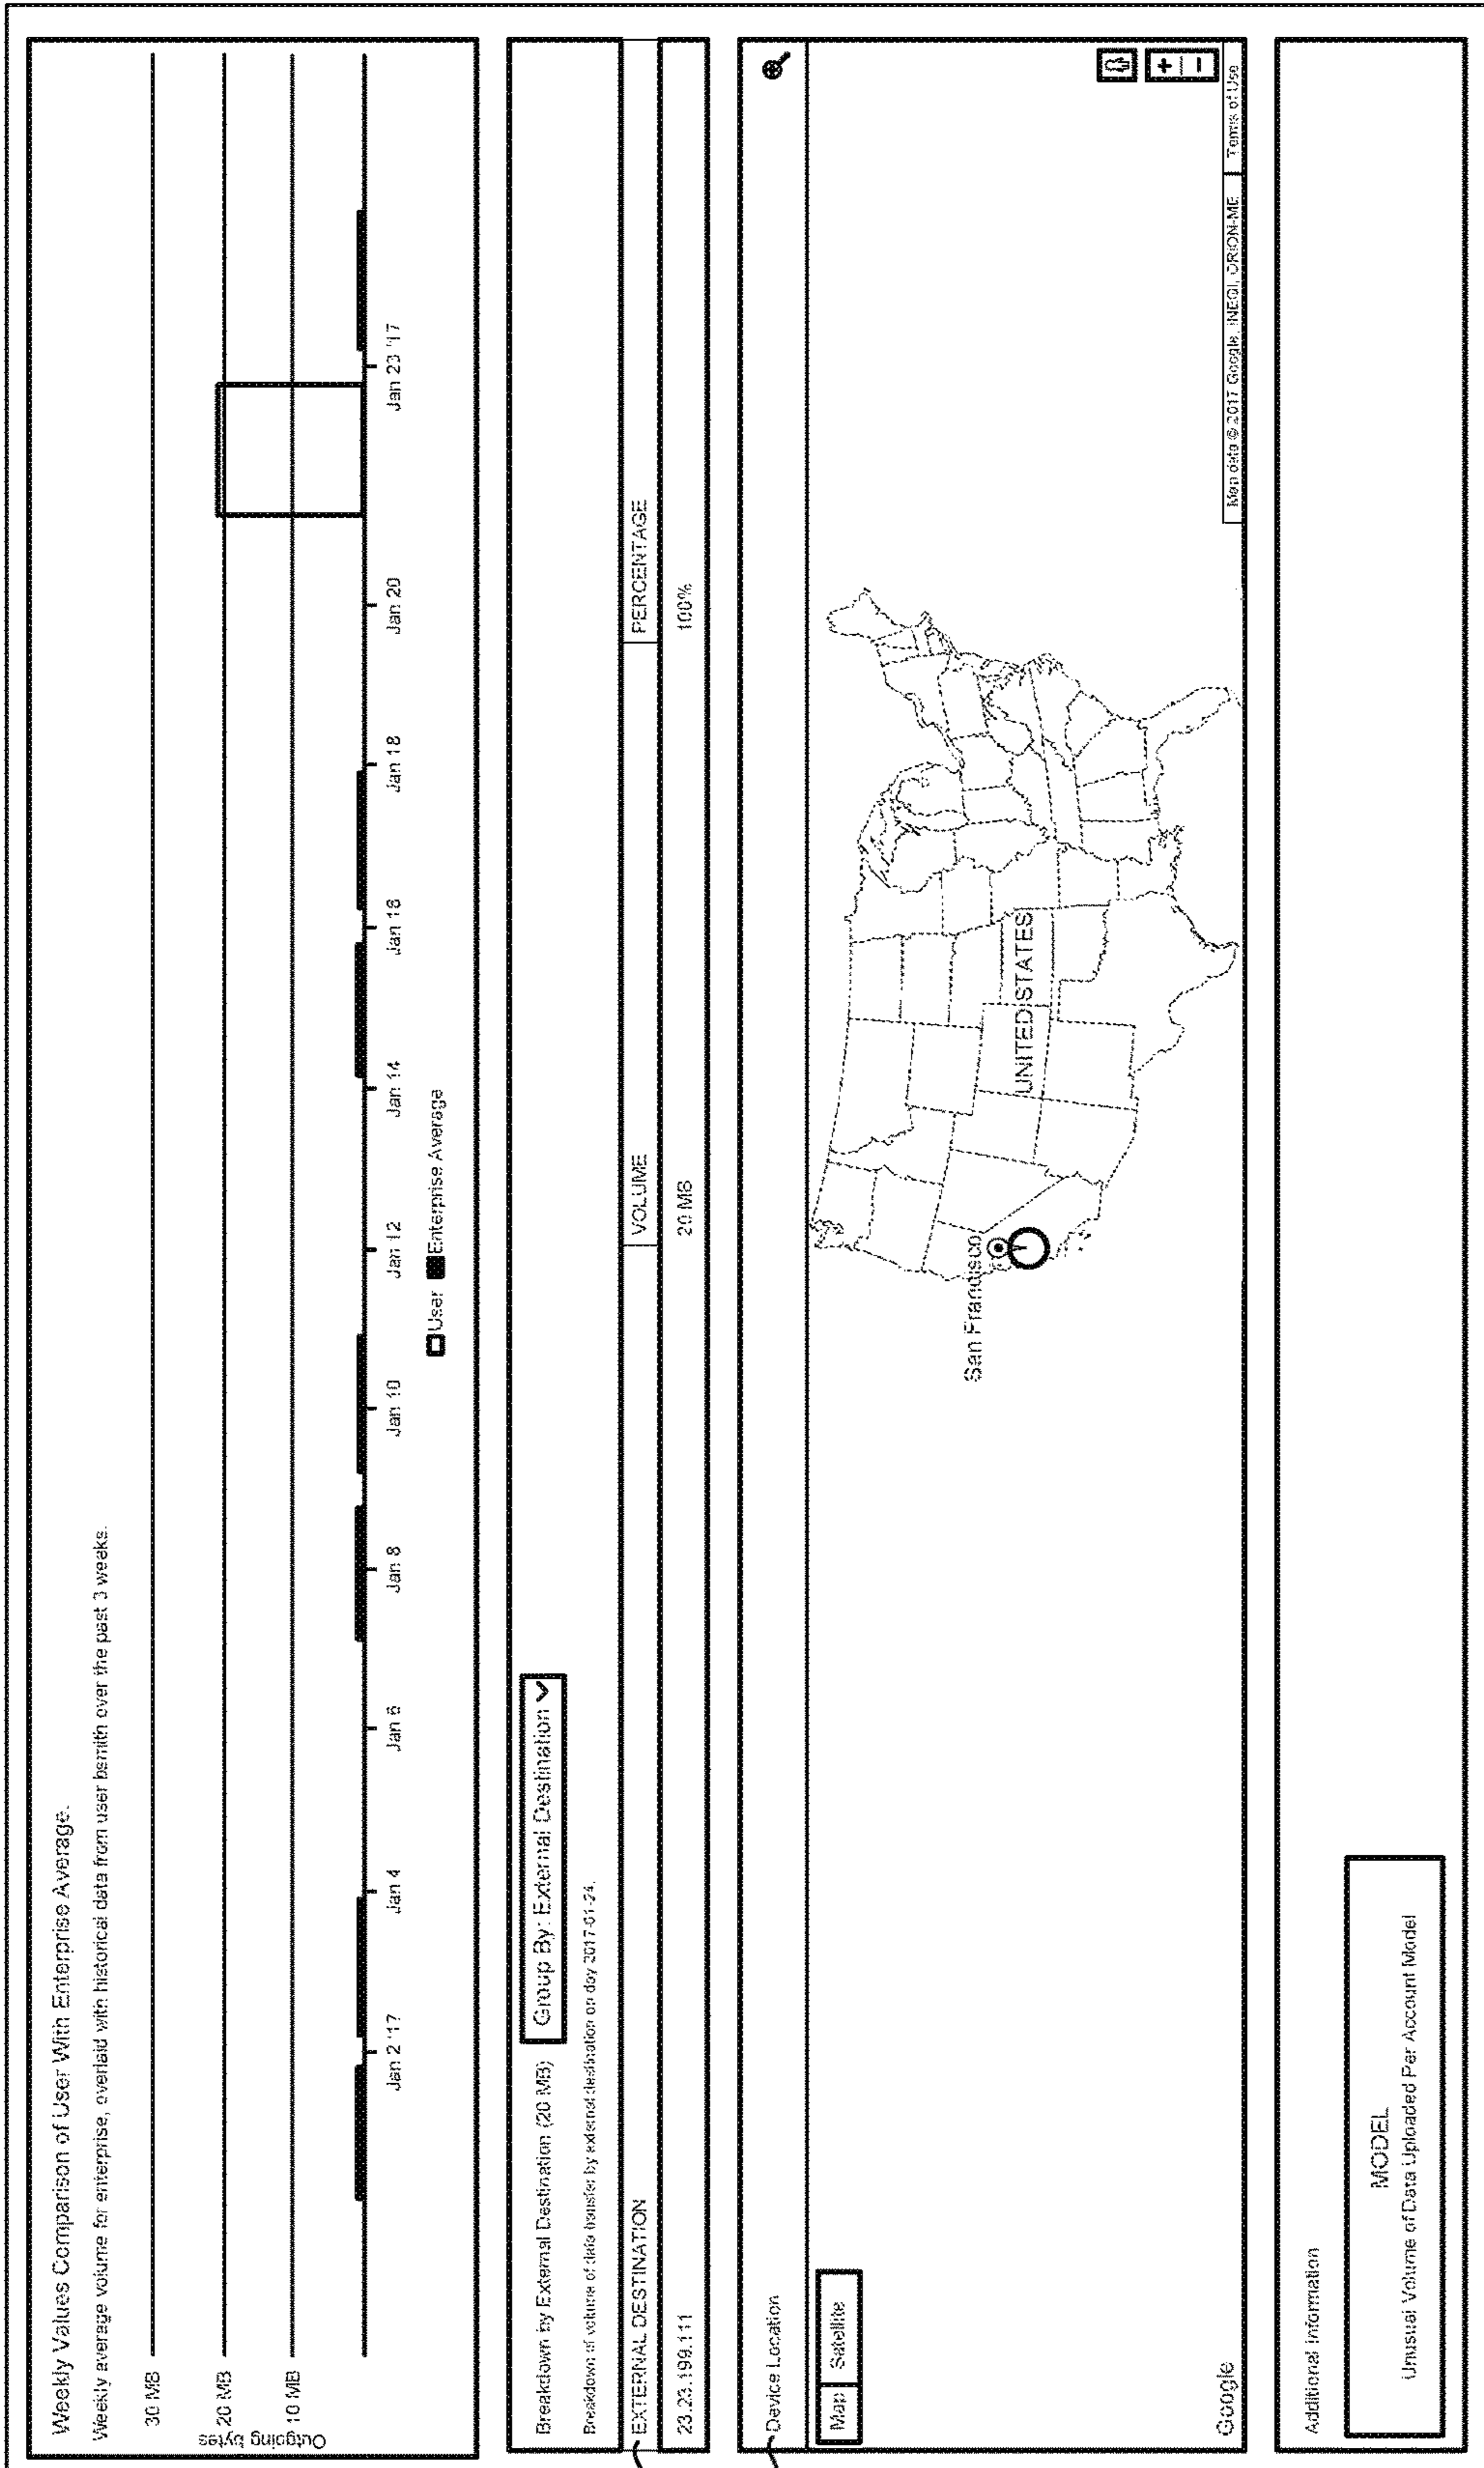 Weekly Values Comparison of User With Enterprise Average.
Weekly average volume for enterprise, overlaid with historical data from user bsmith over the past 3 weeks.
Outgoing bytes
30 MB
20 MB
10 MB
Jan 2 '17
Jan 4
Jan 6
Jan 8
Jan 10
Jan 12
Jan 14
Jan 16
Jan 18
Jan 20
Jan 23 '17
User Enterprise Average
Breakdown by External Destination (20 MB) Group By: External Destination
Breakdown of volume of data transfer by external destination on day 2017-01-24.
EXTERNAL DESTINATION VOLUME PERCENTAGE
23.23.199.111 20 MB 100%
Device Location
Map Satellite
San Francisco
UNITED STATES
Google
+
−
Map data © 2017 Google, INEGI, ORION-ME Terms of Use
Additional Information
MODEL
Unusual Volume of Data Uploaded Per Account Model